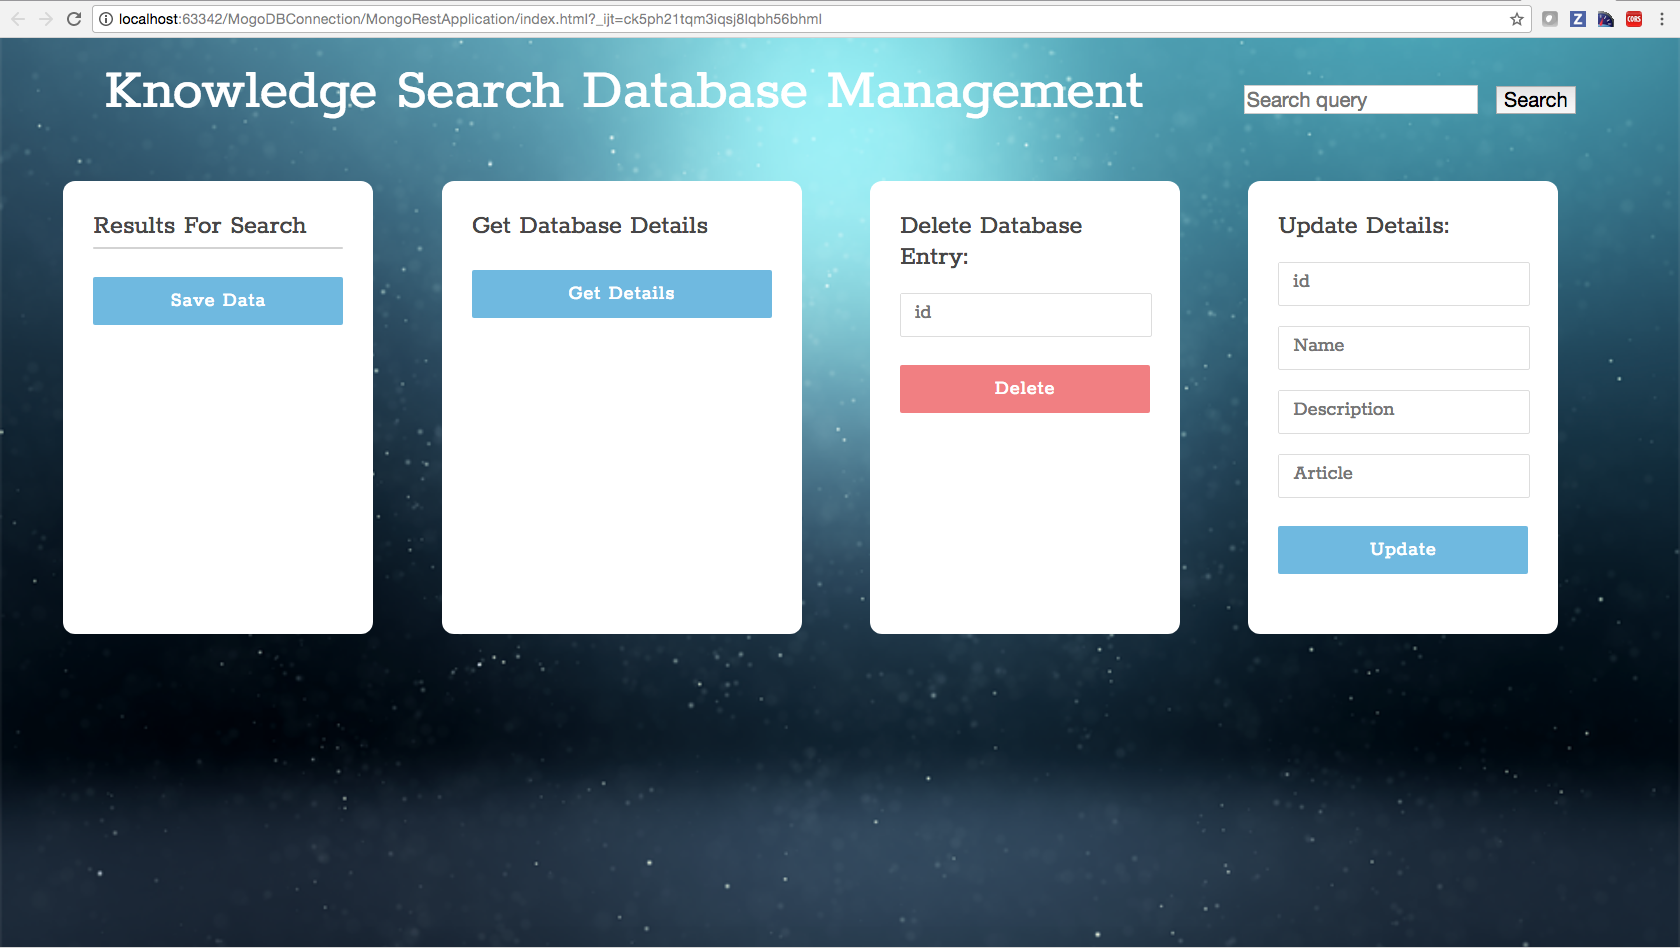 localhost:63342/MogoDBConnection/MongoRestApplication/index.html?_ijt=ck5ph21tqm3iqsj8lqbh56bhml
Z
CORS
Knowledge Search Database Management
Search query
Search
Results For Search
Save Data
Get Database Details
Get Details
Delete Database
Entry:
id
Delete
Update Details:
id
Name
Description
Article
Update